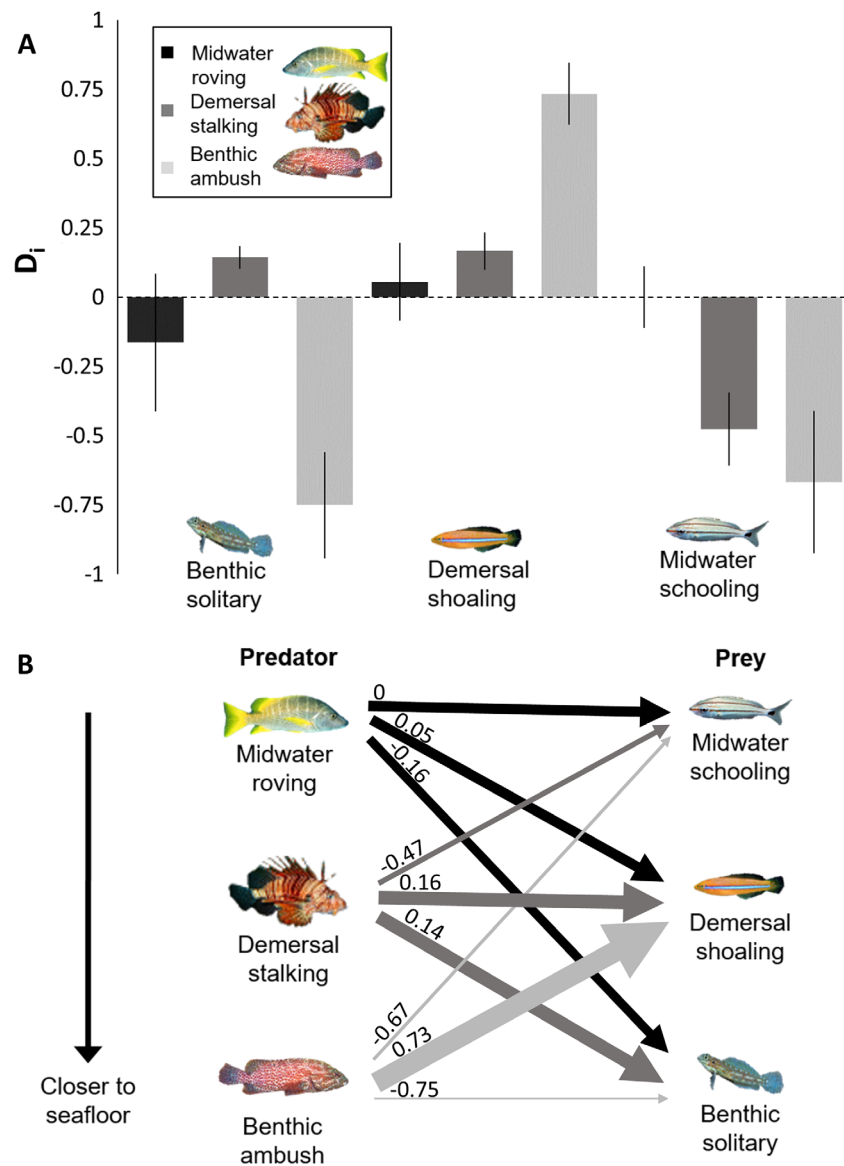 A
1
0.75
0.5
0.25
0
-0.25
-0.5
-0.75
-1
Di
Midwater
roving
Demersal
stalking
Benthic
ambush
Benthic
solitary
Demersal
shoaling
Midwater
schooling
B
Predator
Prey
Closer to
seafloor
Midwater
roving
Demersal
stalking
Benthic
ambush
0
0.05
-0.16
-0.47
0.16
0.14
-0.67
0.73
-0.75
Midwater
schooling
Demersal
shoaling
Benthic
solitary